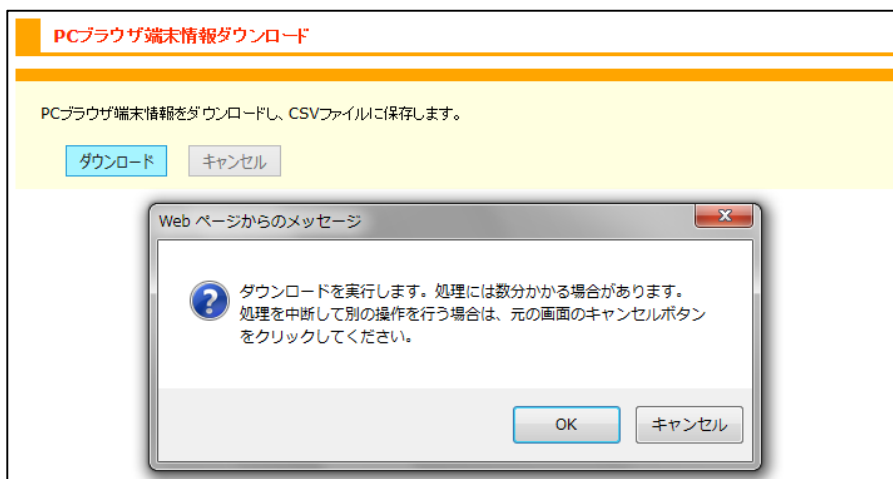 PCブラウザ端末情報ダウンロード
PCブラウザ端末情報をダウンロードし、CSVファイルに保存します。
ダウンロード キャンセル
Web ページからのメッセージ
ダウンロードを実行します。処理には数分かかる場合があります。
処理を中断して別の操作を行う場合は、元の画面のキャンセルボタン
をクリックしてください。
OK キャンセル